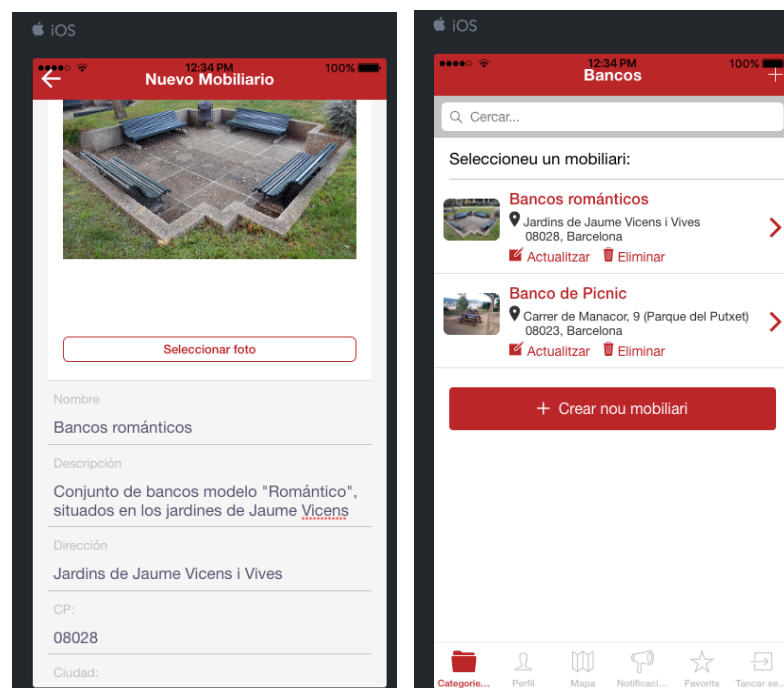 iOS
12:34 PM
100%
Nuevo Mobiliario
Seleccionar foto
Nombre
Bancos románticos
Descripción
Conjunto de bancos modelo "Romántico",
situados en los jardines de Jaume Vicens
Dirección
Jardins de Jaume Vicens i Vives
CP:
08028
Ciudad:
iOS
12:34 PM
100%
Bancos
Cercar...
Seleccioneu un mobiliari:
Bancos románticos
Jardins de Jaume Vicens i Vives
08028, Barcelona
Actualitzar Eliminar
Banco de Picnic
Carrer de Manacor, 9 (Parque del Putxet)
08023, Barcelona
Actualitzar Eliminar
+ Crear nou mobiliari
Categorie... Perfil Mapa Notificaci... Favorits Tancar se...